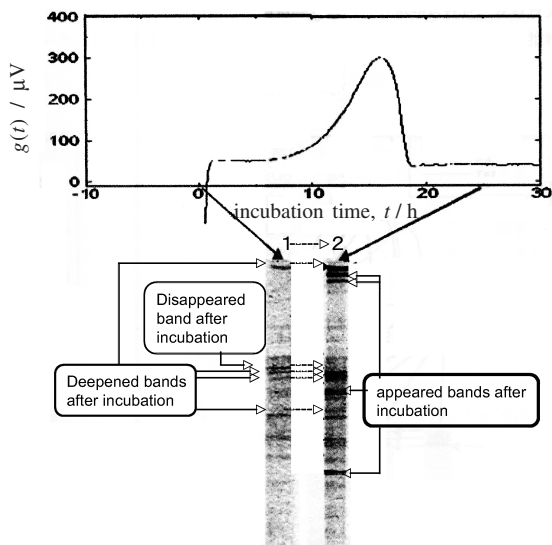 400
300
200
100
0
g(t) / μV
-10 0 10 20 30
incubation time, t / h
1 2
Disappeared
band after
incubation
Deepened bands
after incubation
appeared bands after
incubation